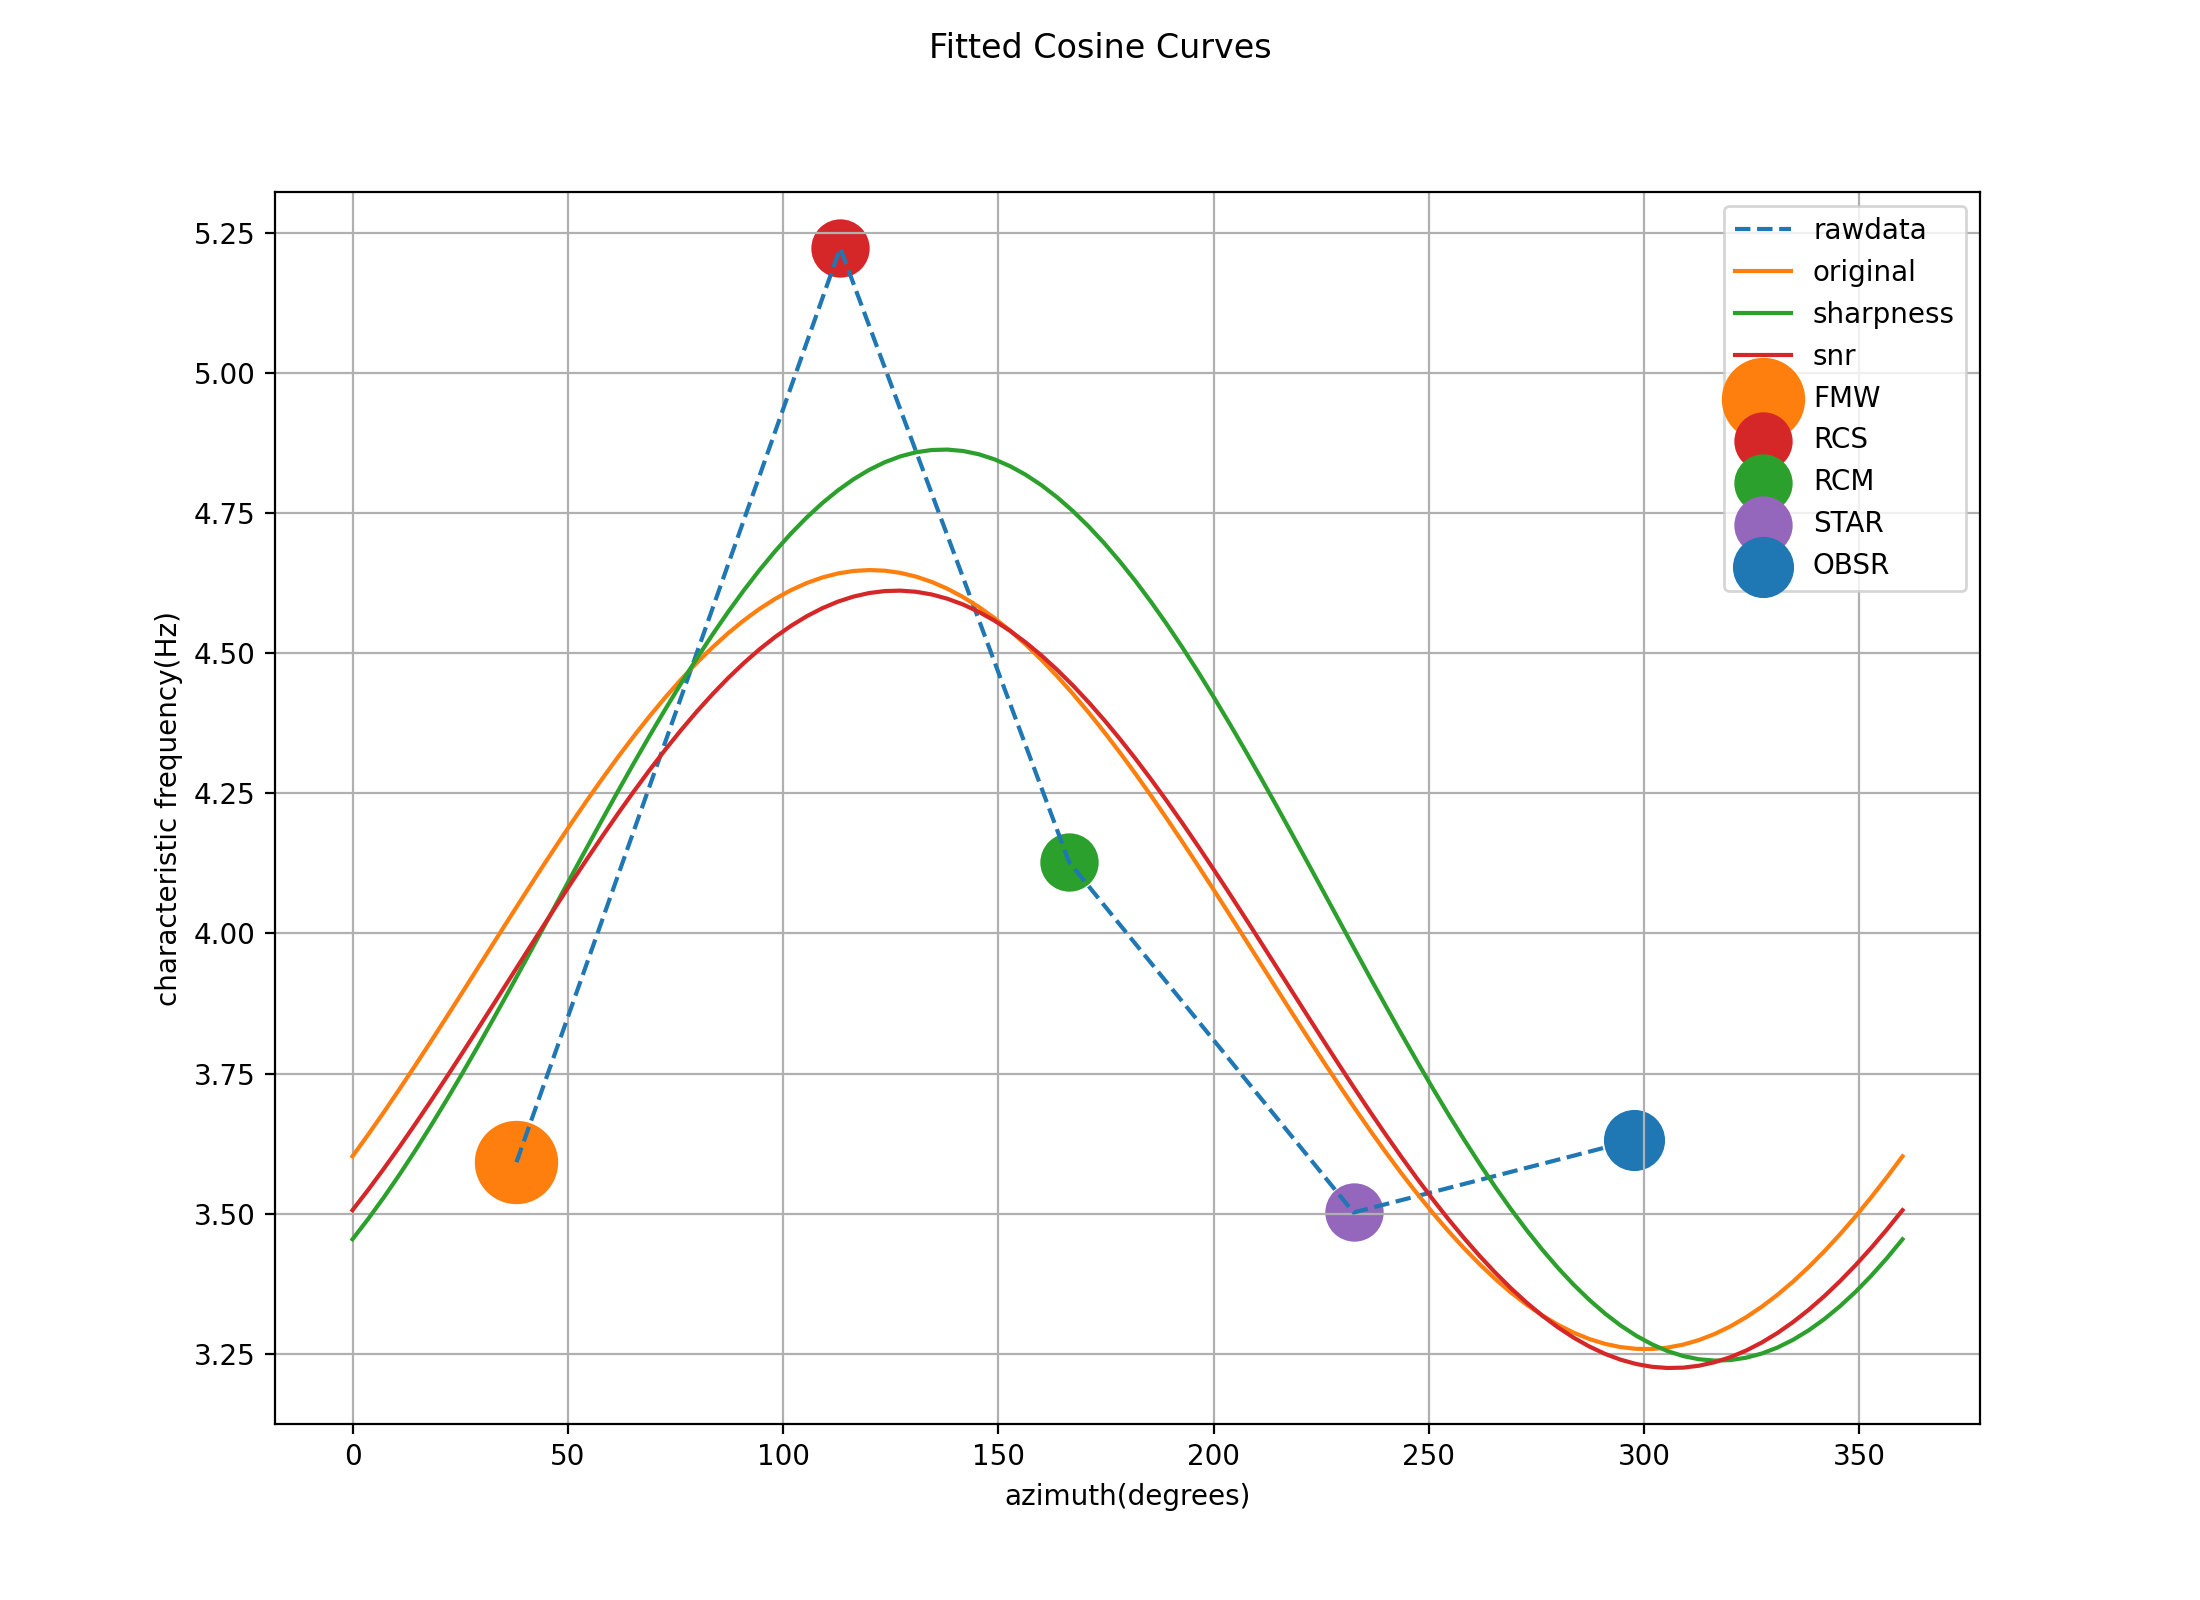 Fitted Cosine Curves
5.25
5.00
4.75
4.50
4.25
4.00
3.75
3.50
3.25
characteristic frequency(Hz)
rawdata
original
sharpness
snr
FMW
RCS
RCM
STAR
OBSR
0 50 100 150 200 250 300 350
azimuth(degrees)